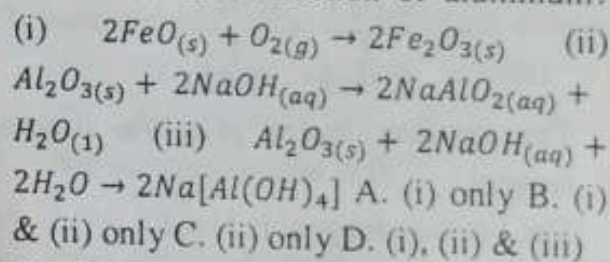 (i) 2FeO(s) + O₂(g) → 2Fe₂O₃(s) (ii)
Al₂O₃(s) + 2NaOH(aq) → 2NaAlO₂(aq) +
H₂O(1) (iii) Al₂O₃(s) + 2NaOH(aq) +
2H₂O → 2Na[Al(OH)₄] A. (i) only B. (i)
& (ii) only C. (ii) only D. (i), (ii) & (iii)